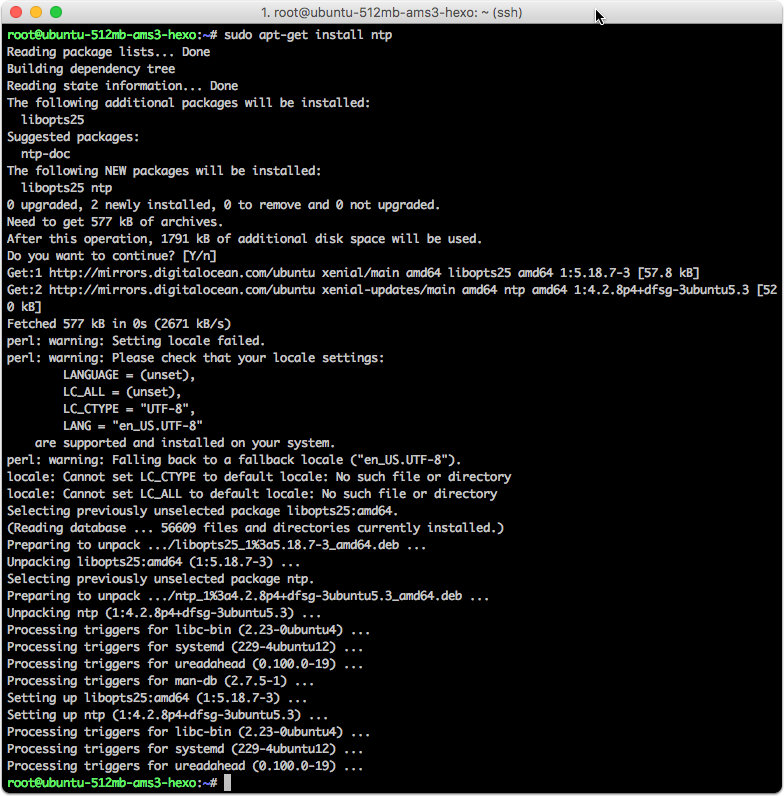 1. root@ubuntu-512mb-ams3-hexo: ~ (ssh)
root@ubuntu-512mb-ams3-hexo:~# sudo apt-get install ntp
Reading package lists... Done
Building dependency tree
Reading state information... Done
The following additional packages will be installed:
  libopts25
Suggested packages:
  ntp-doc
The following NEW packages will be installed:
  libopts25 ntp
0 upgraded, 2 newly installed, 0 to remove and 0 not upgraded.
Need to get 577 kB of archives.
After this operation, 1791 kB of additional disk space will be used.
Do you want to continue? [Y/n]
Get:1 http://mirrors.digitalocean.com/ubuntu xenial/main amd64 libopts25 amd64 1:5.18.7-3 [57.8 kB]
Get:2 http://mirrors.digitalocean.com/ubuntu xenial-updates/main amd64 ntp amd64 1:4.2.8p4+dfsg-3ubuntu5.3 [52
0 kB]
Fetched 577 kB in 0s (2671 kB/s)
perl: warning: Setting locale failed.
perl: warning: Please check that your locale settings:
        LANGUAGE = (unset),
        LC_ALL = (unset),
        LC_CTYPE = "UTF-8",
        LANG = "en_US.UTF-8"
    are supported and installed on your system.
perl: warning: Falling back to a fallback locale ("en_US.UTF-8").
locale: Cannot set LC_CTYPE to default locale: No such file or directory
locale: Cannot set LC_ALL to default locale: No such file or directory
Selecting previously unselected package libopts25:amd64.
(Reading database ... 56609 files and directories currently installed.)
Preparing to unpack .../libopts25_1%3a5.18.7-3_amd64.deb ...
Unpacking libopts25:amd64 (1:5.18.7-3) ...
Selecting previously unselected package ntp.
Preparing to unpack .../ntp_1%3a4.2.8p4+dfsg-3ubuntu5.3_amd64.deb ...
Unpacking ntp (1:4.2.8p4+dfsg-3ubuntu5.3) ...
Processing triggers for libc-bin (2.23-0ubuntu4) ...
Processing triggers for systemd (229-4ubuntu12) ...
Processing triggers for ureadahead (0.100.0-19) ...
Processing triggers for man-db (2.7.5-1) ...
Setting up libopts25:amd64 (1:5.18.7-3) ...
Setting up ntp (1:4.2.8p4+dfsg-3ubuntu5.3) ...
Processing triggers for libc-bin (2.23-0ubuntu4) ...
Processing triggers for systemd (229-4ubuntu12) ...
Processing triggers for ureadahead (0.100.0-19) ...
root@ubuntu-512mb-ams3-hexo:~#